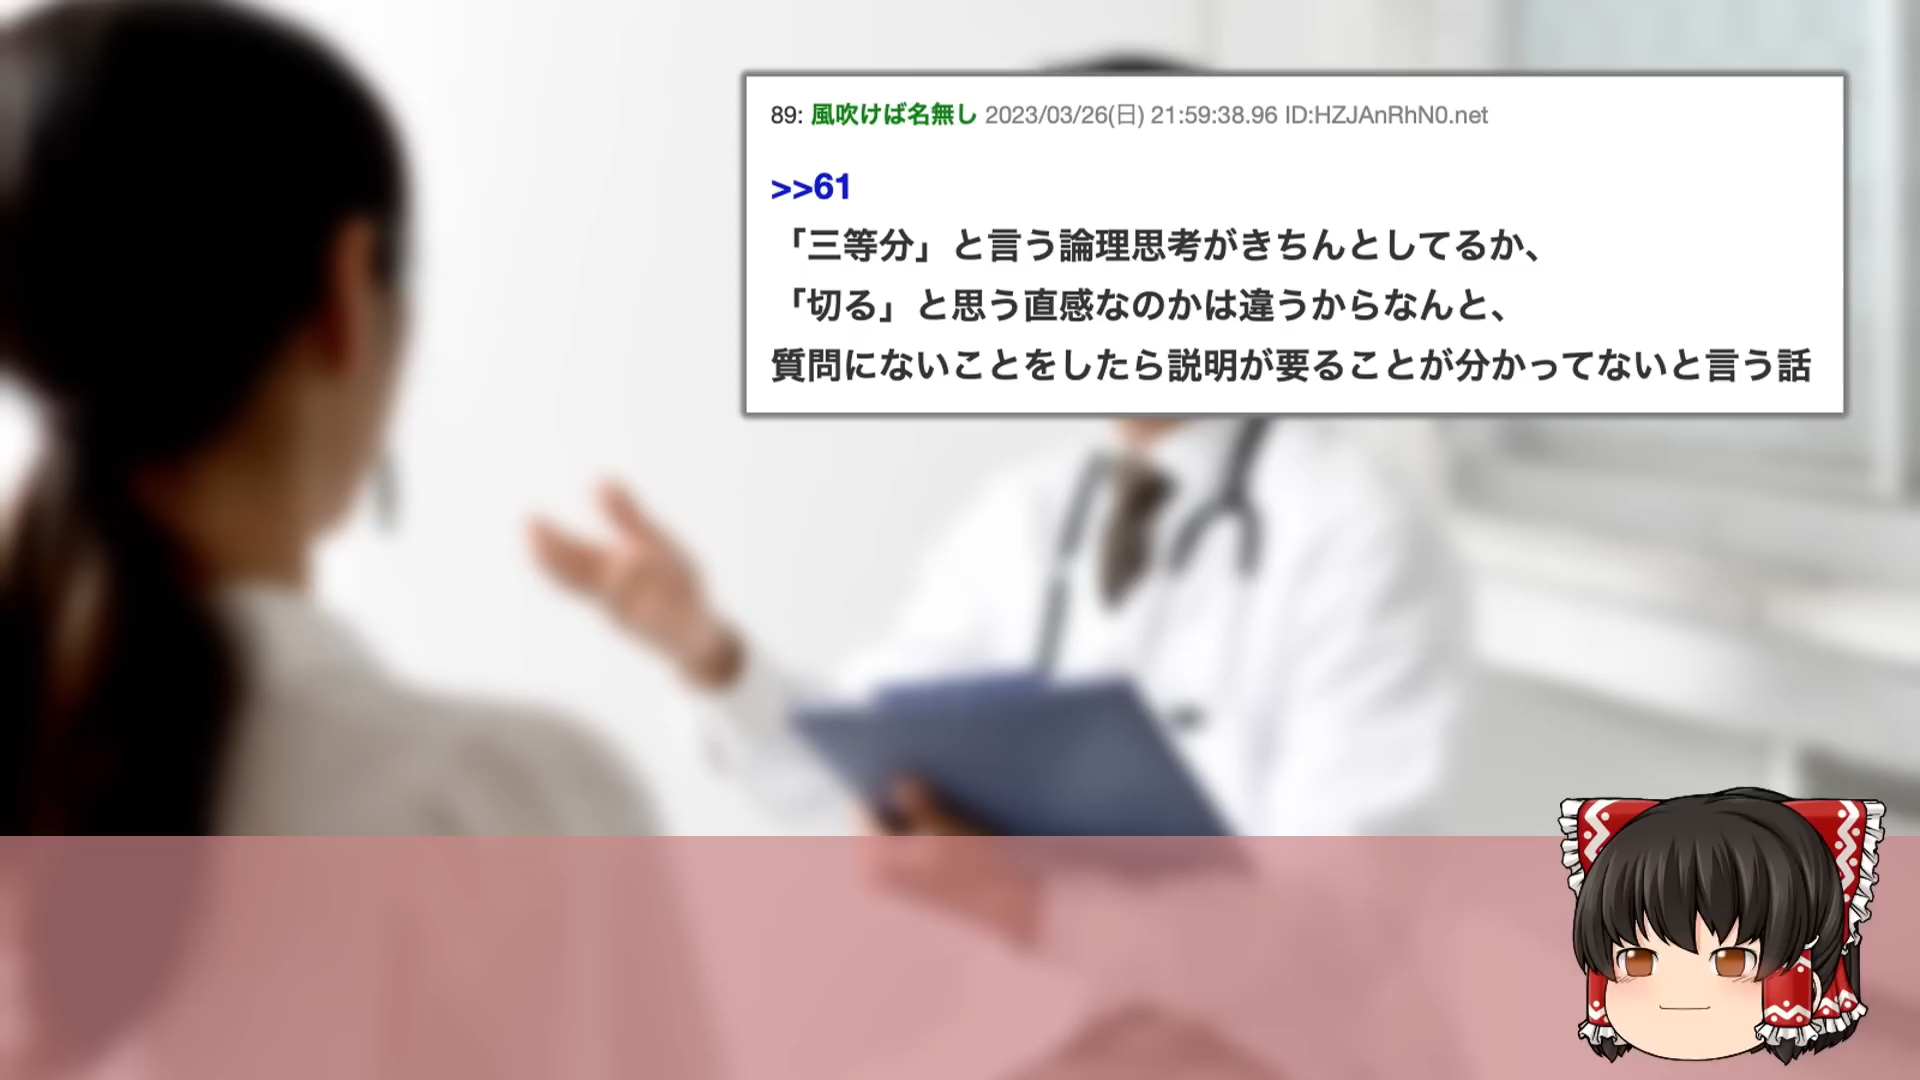 89: 風吹けば名無し 2023/03/26(日) 21:59:38.96 ID:HZJAnRhN0.net
>>61
「三等分」と言う論理思考がきちんとしてるか、
「切る」と思う直感なのかは違うからなんと、
質問にないことをしたら説明が要ることが分かってないと言う話